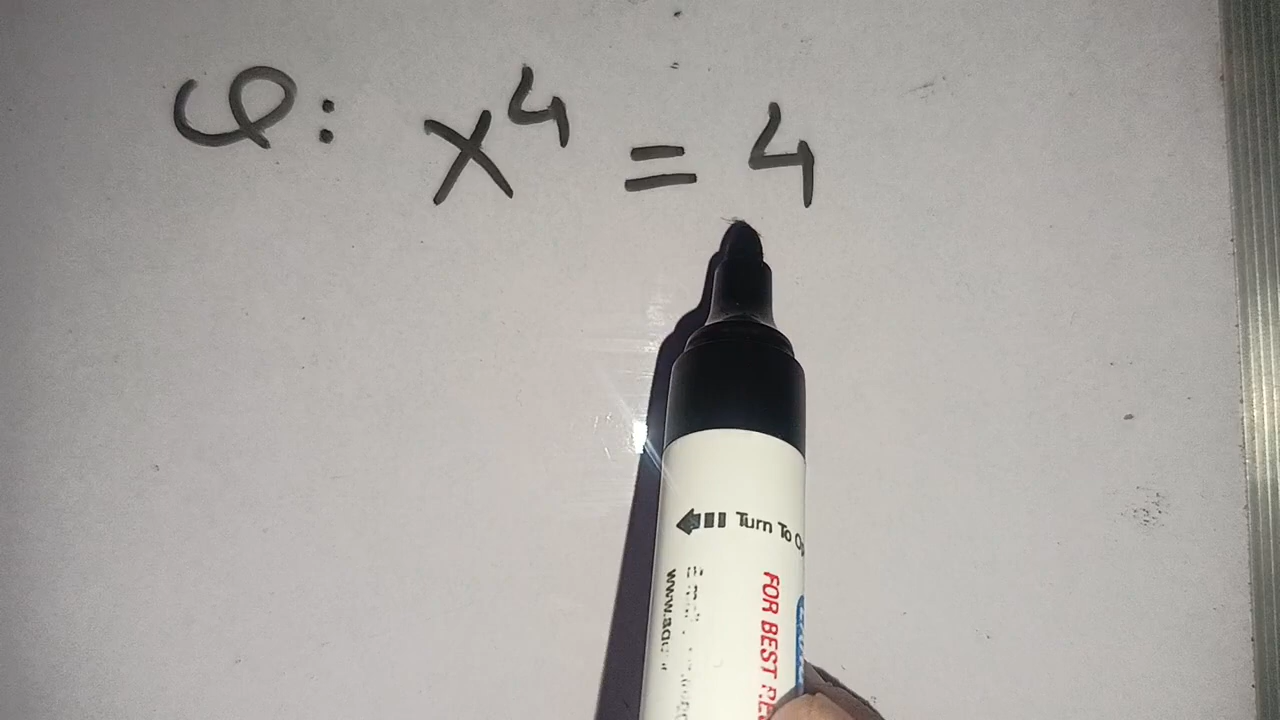 Q: x⁴ = 4
Turn To
FOR BEST